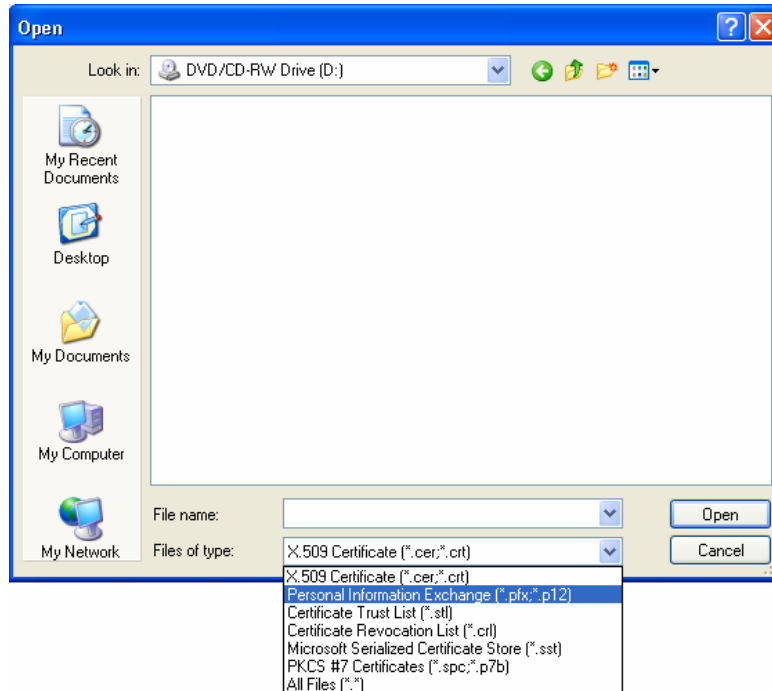 Open
Look in:
DVD/CD-RW Drive (D:)
My Recent
Documents
Desktop
My Documents
My Computer
My Network
File name:
Open
Files of type:
X.509 Certificate (*.cer;*.crt)
Cancel
X.509 Certificate (*.cer;*.crt)
Personal Information Exchange (*.pfx;*.p12)
Certificate Trust List (*.stl)
Certificate Revocation List (*.crl)
Microsoft Serialized Certificate Store (*.sst)
PKCS #7 Certificates (*.spc;*.p7b)
All Files (*.*)